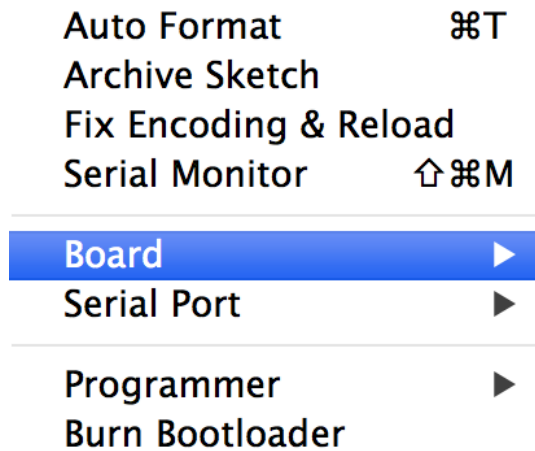 Auto Format ⌘T
Archive Sketch
Fix Encoding & Reload
Serial Monitor ⇧⌘M
Board ▶
Serial Port ▶
Programmer ▶
Burn Bootloader